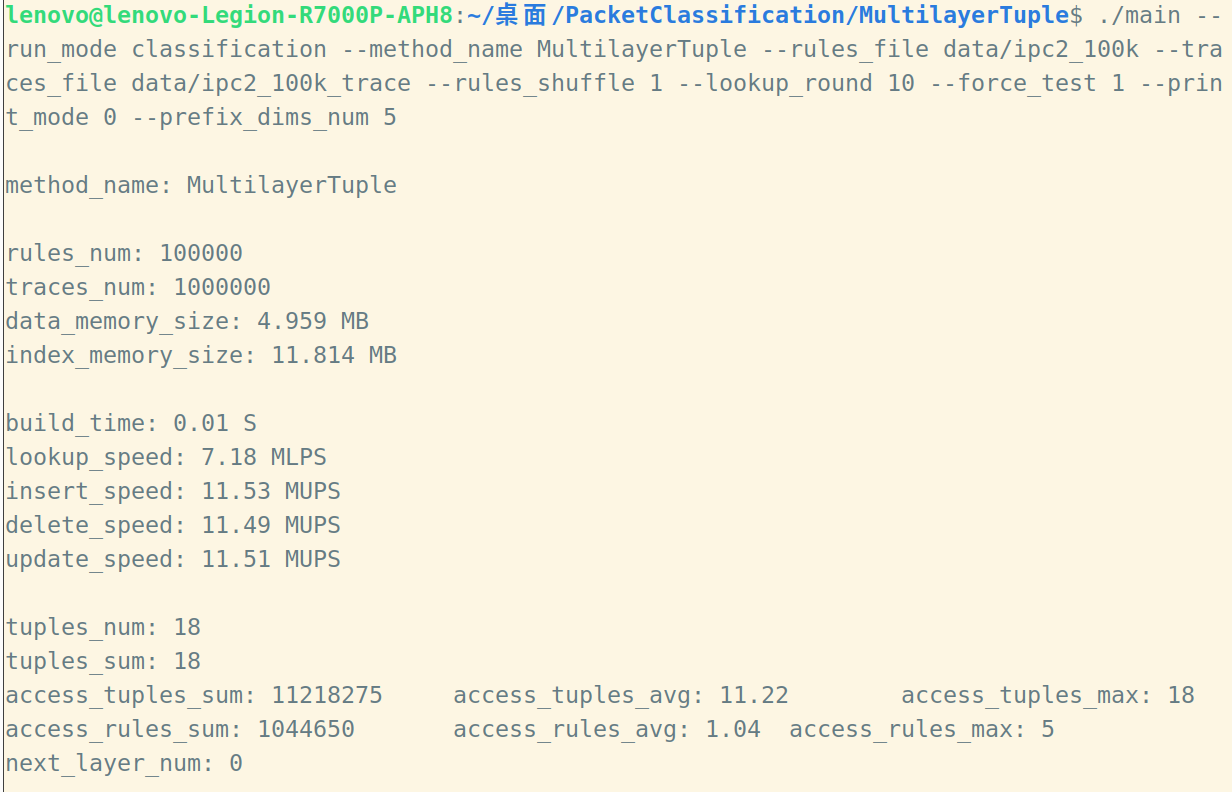 lenovo@lenovo-Legion-R7000P-APH8:~/桌面/PacketClassification/MultilayerTuple$ ./main --
run_mode classification --method_name MultilayerTuple --rules_file data/ipc2_100k --tra
ces_file data/ipc2_100k_trace --rules_shuffle 1 --lookup_round 10 --force_test 1 --prin
t_mode 0 --prefix_dims_num 5
method_name: MultilayerTuple
rules_num: 100000
traces_num: 1000000
data_memory_size: 4.959 MB
index_memory_size: 11.814 MB
build_time: 0.01 S
lookup_speed: 7.18 MLPS
insert_speed: 11.53 MUPS
delete_speed: 11.49 MUPS
update_speed: 11.51 MUPS
tuples_num: 18
tuples_sum: 18
access_tuples_sum: 11218275 access_tuples_avg: 11.22 access_tuples_max: 18
access_rules_sum: 1044650 access_rules_avg: 1.04 access_rules_max: 5
next_layer_num: 0